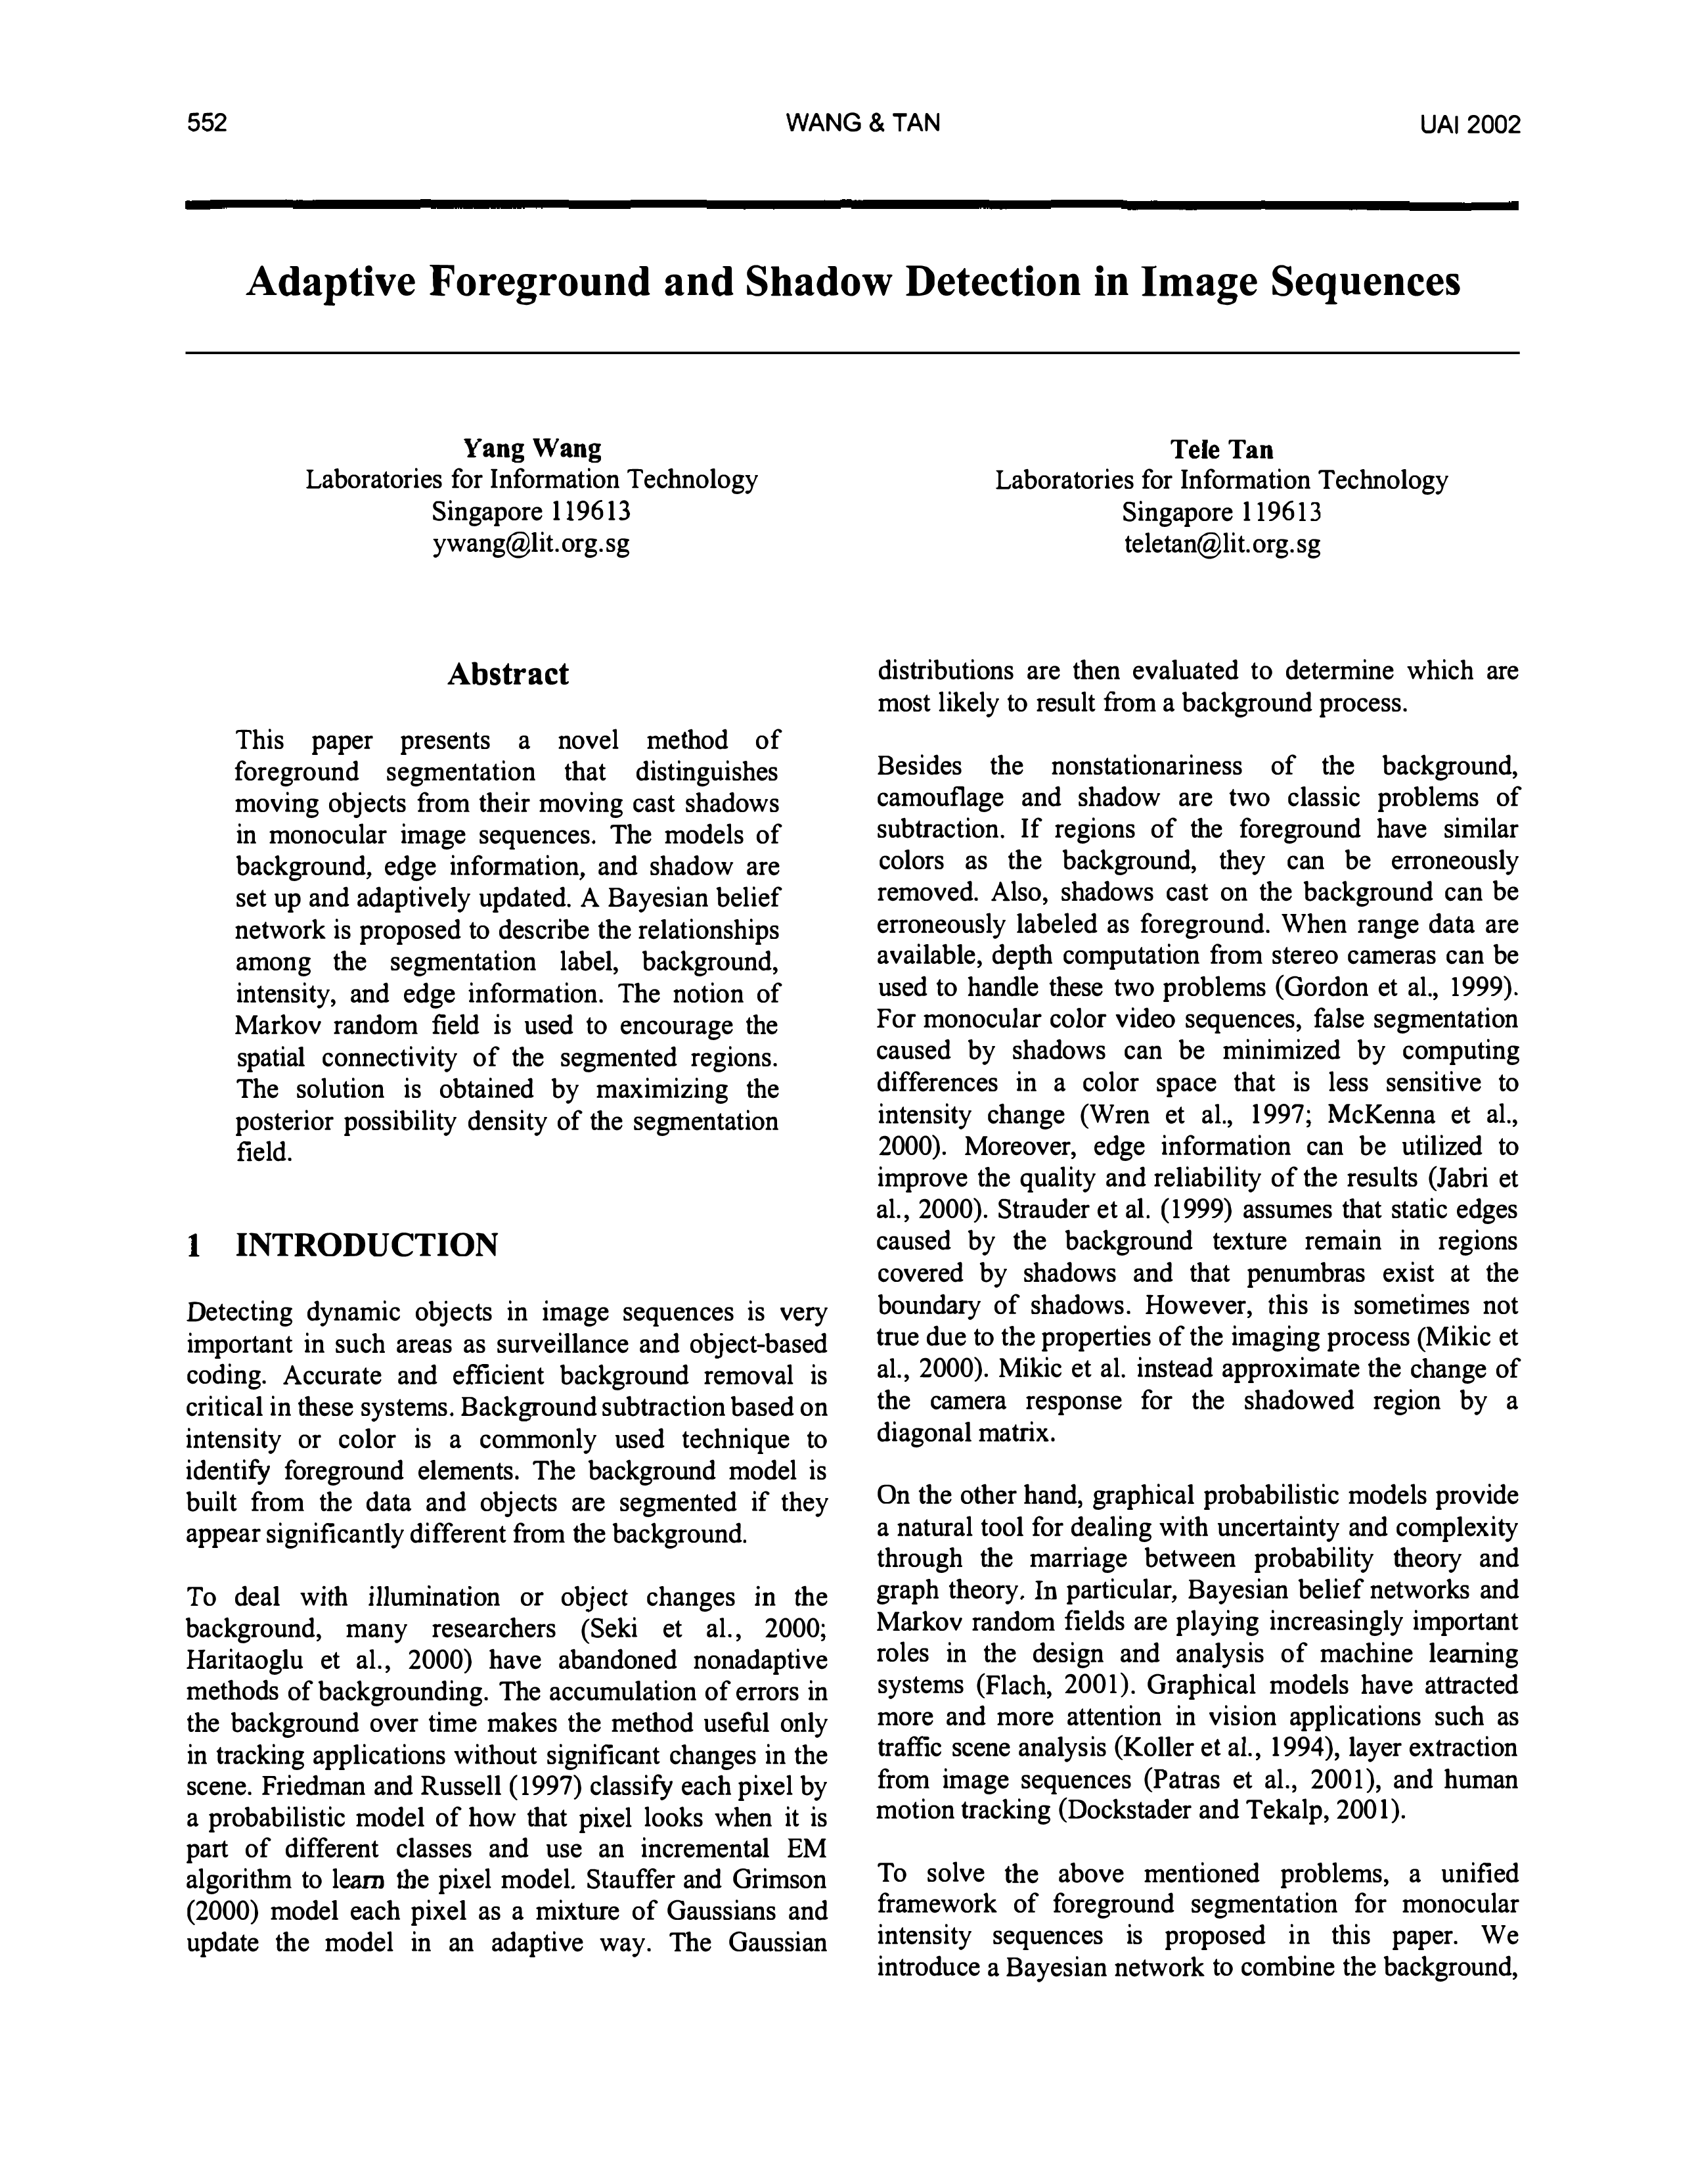 552
WANG & TAN
UAI 2002
Adaptive Foreground and Shadow Detection in Image Sequences
Yang Wang
Laboratories for Information Technology
Singapore 119613
ywang@lit.org.sg
Tele Tan
Laboratories for Information Technology
Singapore 119613
teletan@lit.org.sg
Abstract
This paper presents a novel method of
foreground segmentation that distinguishes
moving objects from their moving cast shadows
in monocular image sequences. The models of
background, edge information, and shadow are
set up and adaptively updated. A Bayesian belief
network is proposed to describe the relationships
among the segmentation label, background,
intensity, and edge information. The notion of
Markov random field is used to encourage the
spatial connectivity of the segmented regions.
The solution is obtained by maximizing the
posterior possibility density of the segmentation
field.
1 INTRODUCTION
Detecting dynamic objects in image sequences is very
important in such areas as surveillance and object-based
coding. Accurate and efficient background removal is
critical in these systems. Background subtraction based on
intensity or color is a commonly used technique to
identify foreground elements. The background model is
built from the data and objects are segmented if they
appear significantly different from the background.
To deal with illumination or object changes in the
background, many researchers (Seki et al., 2000;
Haritaoglu et al., 2000) have abandoned nonadaptive
methods of backgrounding. The accumulation of errors in
the background over time makes the method useful only
in tracking applications without significant changes in the
scene. Friedman and Russell (1997) classify each pixel by
a probabilistic model of how that pixel looks when it is
part of different classes and use an incremental EM
algorithm to learn the pixel model. Stauffer and Grimson
(2000) model each pixel as a mixture of Gaussians and
update the model in an adaptive way. The Gaussian
distributions are then evaluated to determine which are
most likely to result from a background process.
Besides the nonstationariness of the background,
camouflage and shadow are two classic problems of
subtraction. If regions of the foreground have similar
colors as the background, they can be erroneously
removed. Also, shadows cast on the background can be
erroneously labeled as foreground. When range data are
available, depth computation from stereo cameras can be
used to handle these two problems (Gordon et al., 1999).
For monocular color video sequences, false segmentation
caused by shadows can be minimized by computing
differences in a color space that is less sensitive to
intensity change (Wren et al., 1997; McKenna et al.,
2000). Moreover, edge information can be utilized to
improve the quality and reliability of the results (Jabri et
al., 2000). Strauder et al. (1999) assumes that static edges
caused by the background texture remain in regions
covered by shadows and that penumbras exist at the
boundary of shadows. However, this is sometimes not
true due to the properties of the imaging process (Mikic et
al., 2000). Mikic et al. instead approximate the change of
the camera response for the shadowed region by a
diagonal matrix.
On the other hand, graphical probabilistic models provide
a natural tool for dealing with uncertainty and complexity
through the marriage between probability theory and
graph theory. In particular, Bayesian belief networks and
Markov random fields are playing increasingly important
roles in the design and analysis of machine learning
systems (Flach, 2001). Graphical models have attracted
more and more attention in vision applications such as
traffic scene analysis (Koller et al., 1994), layer extraction
from image sequences (Patras et al., 2001), and human
motion tracking (Dockstader and Tekalp, 2001).
To solve the above mentioned problems, a unified
framework of foreground segmentation for monocular
intensity sequences is proposed in this paper. We
introduce a Bayesian network to combine the background,